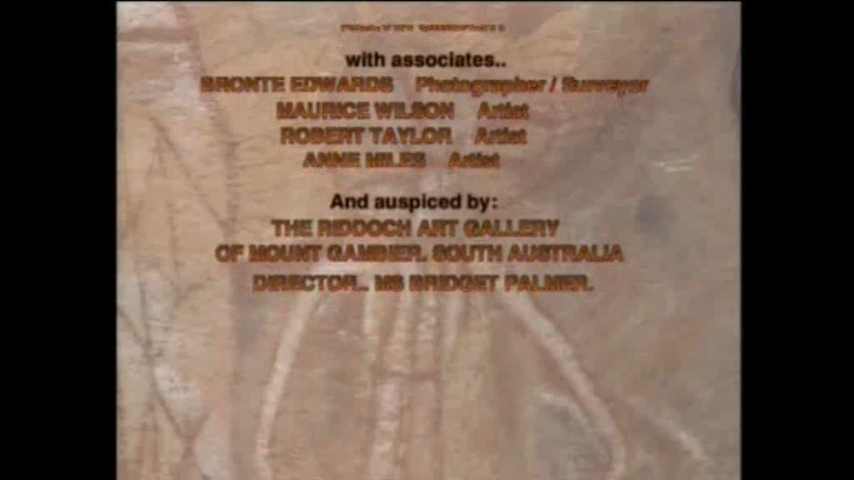 with associates..
BRONTE EDWARDS Photographer / Surveyor
MAURICE WILSON Artist
ROBERT TAYLOR Artist
ANNE MILES Artist
And auspiced by:
THE RIDDOCH ART GALLERY
OF MOUNT GAMBIER. SOUTH AUSTRALIA
DIRECTOR.. MS BRIDGET PALMER.